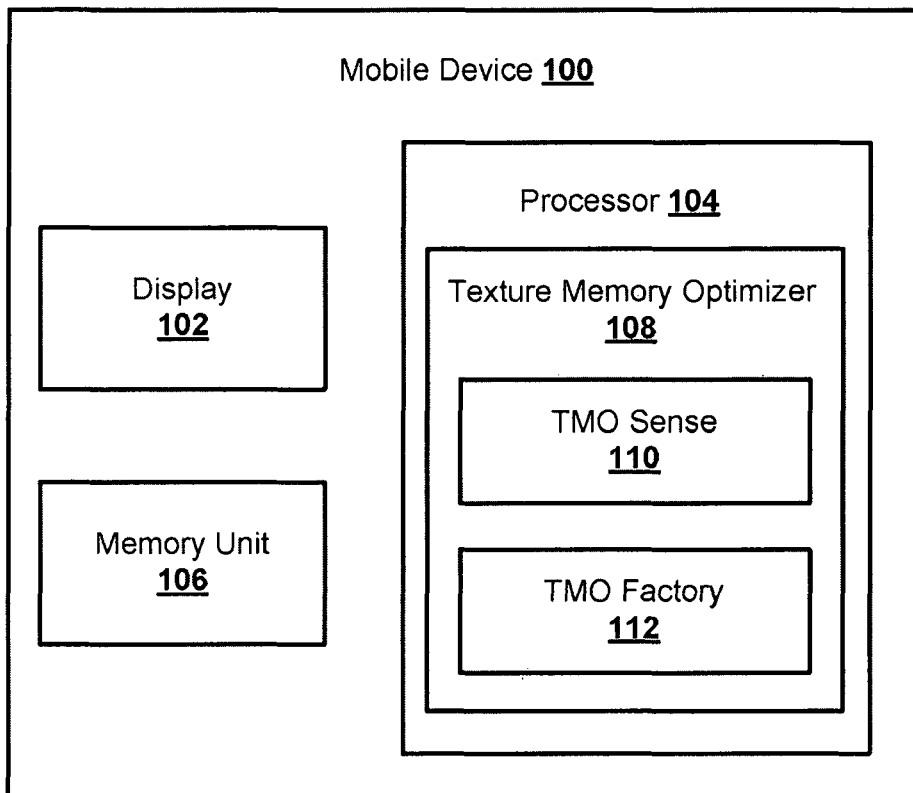 Mobile Device 100
Processor 104
Display
102
Texture Memory Optimizer
108
TMO Sense
110
Memory Unit
106
TMO Factory
112